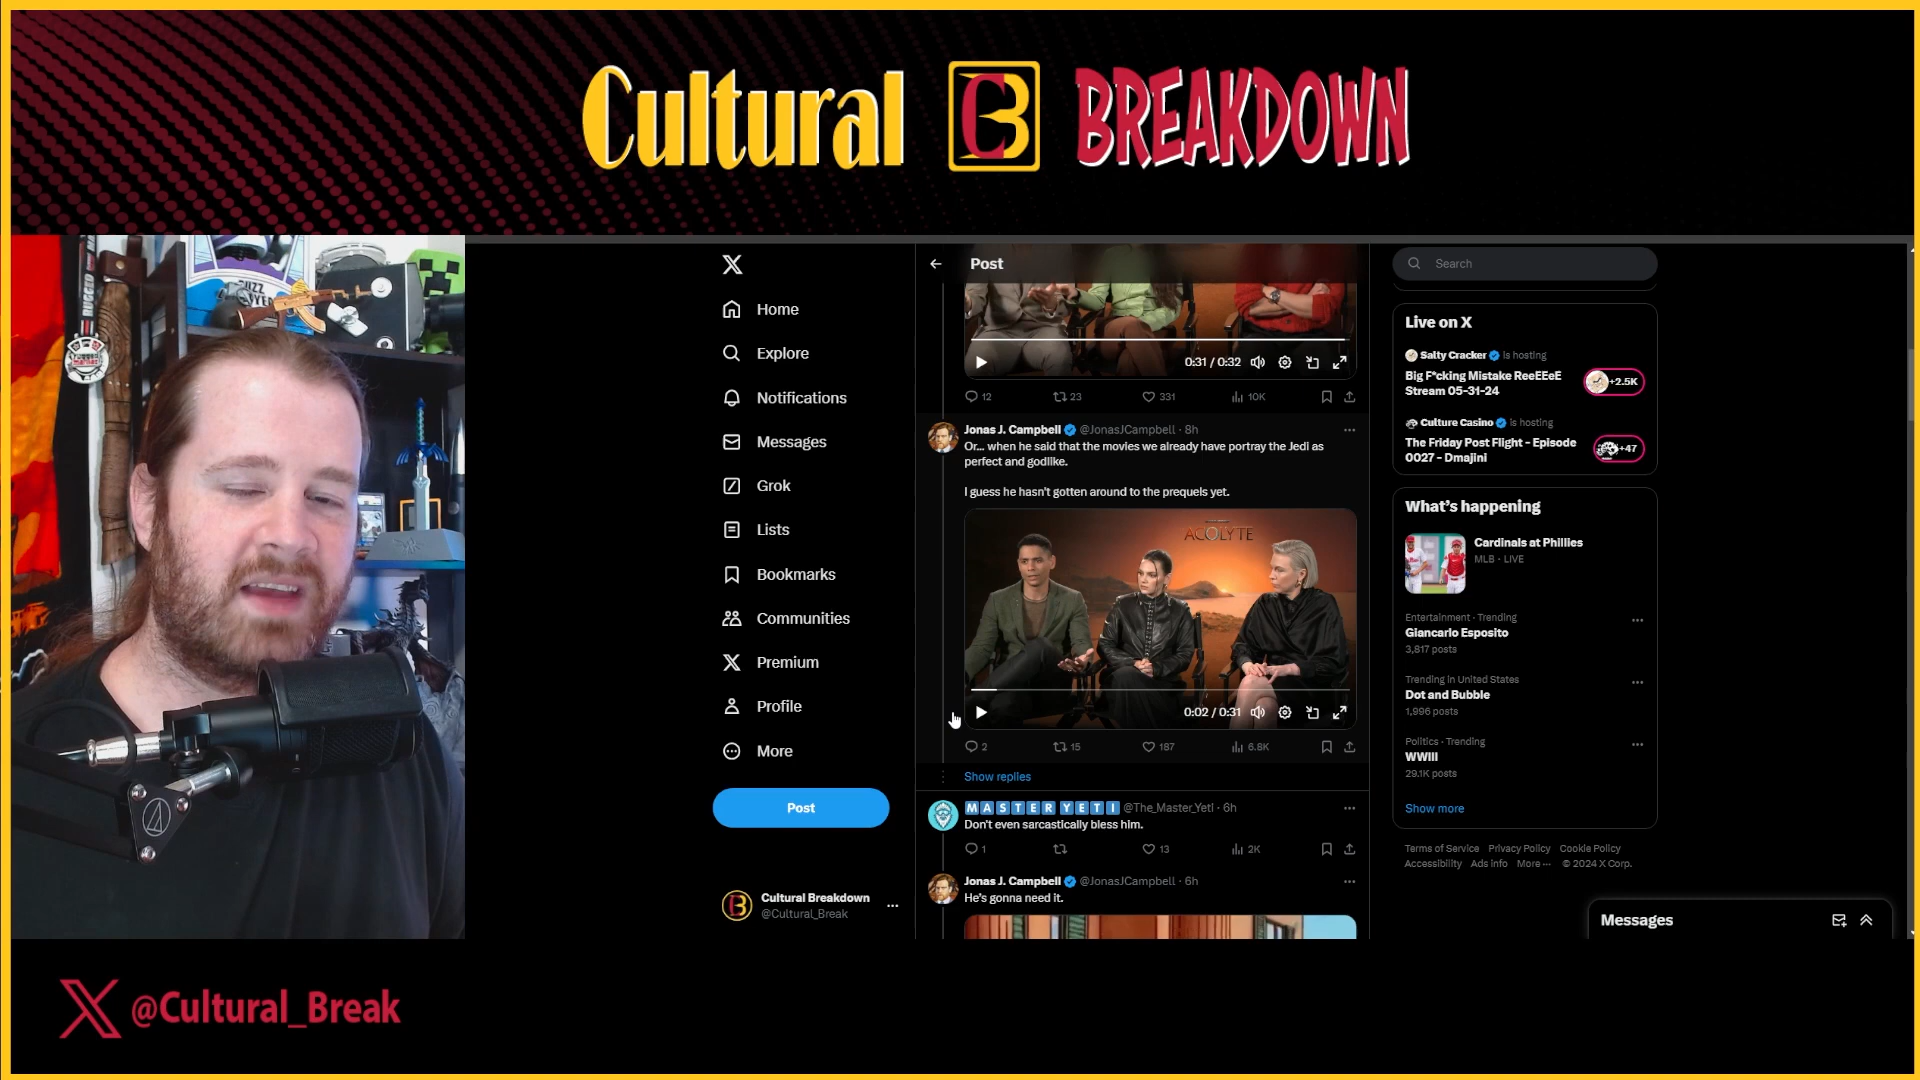 Cultural CB BREAKDOWN
Post
Search
Home
Explore
Notifications
Messages
Grok
Lists
Bookmarks
Communities
Premium
Profile
More
Post
Cultural Breakdown
@Cultural_Break
0:31 / 0:32
12 23 331 10K
Jonas J. Campbell @JonasJCampbell · 8h
Or... when he said that the movies we already have portray the Jedi as
perfect and godlike.
I guess he hasn't gotten around to the prequels yet.
ACOLYTE
0:02 / 0:31
2 15 187 6.8K
Show replies
MASTER YETI @The_Master_Yeti · 6h
Don't even sarcastically bless him.
1 13 2K
Jonas J. Campbell @JonasJCampbell · 6h
He's gonna need it.
Live on X
Salty Cracker is hosting
Big F*cking Mistake ReeEEeE
Stream 05-31-24
+2.5K
Culture Casino is hosting
The Friday Post Flight - Episode
0027 - Dmajini
+47
What's happening
Cardinals at Phillies
MLB · LIVE
Entertainment · Trending
Giancarlo Esposito
3,817 posts
Trending in United States
Dot and Bubble
1,996 posts
Politics · Trending
WWIII
29.1K posts
Show more
Terms of Service Privacy Policy Cookie Policy
Accessibility Ads info More ··· © 2024 X Corp.
Messages
@Cultural_Break